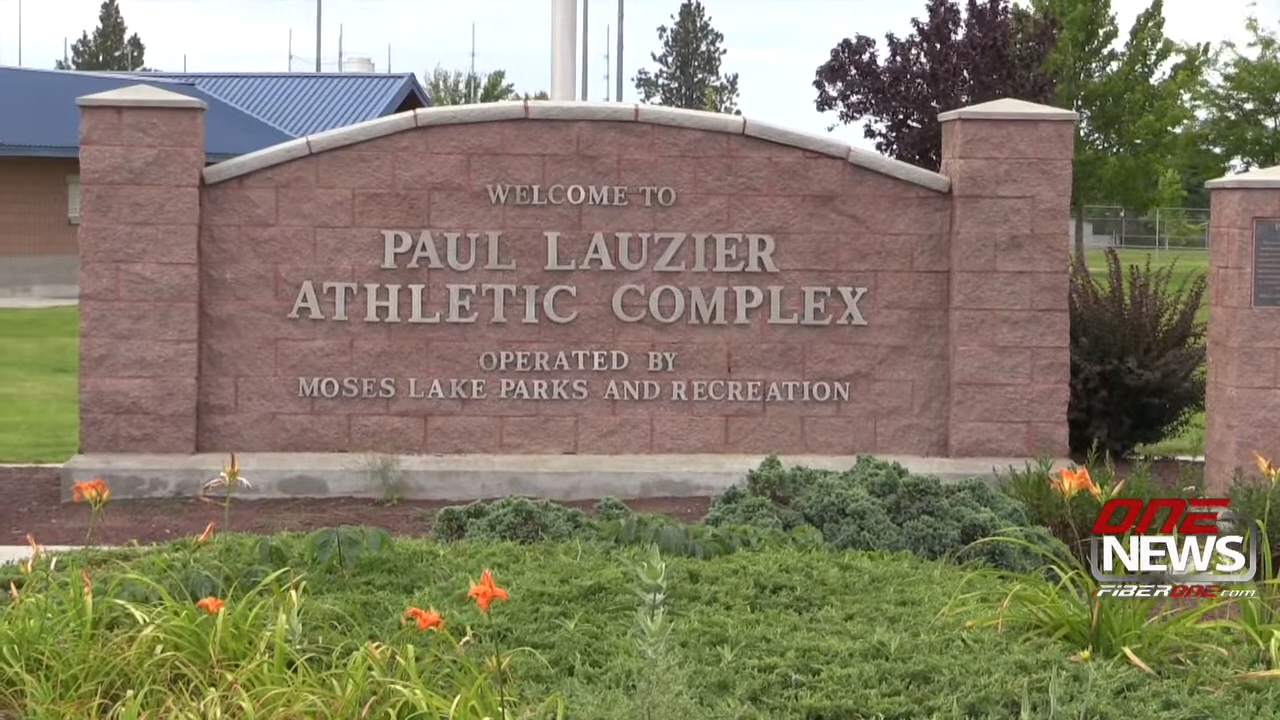 WELCOME TO
PAUL LAUZIER
ATHLETIC COMPLEX
OPERATED BY
MOSES LAKE PARKS AND RECREATION
ONE
NEWS
FIBERONE.com